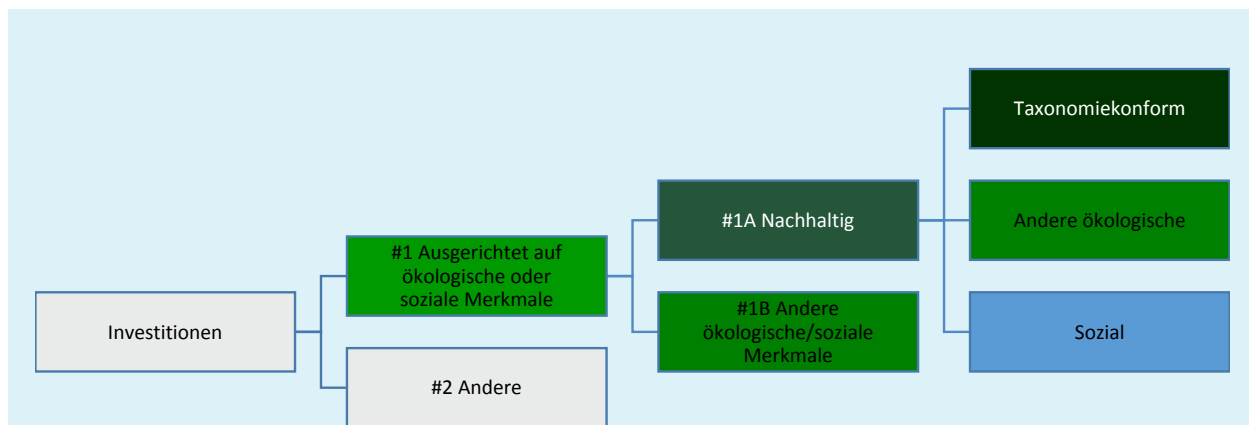 Investitionen
#1 Ausgerichtet auf
ökologische oder
soziale Merkmale
#2 Andere
#1A Nachhaltig
#1B Andere
ökologische/soziale
Merkmale
Taxonomiekonform
Andere ökologische
Sozial